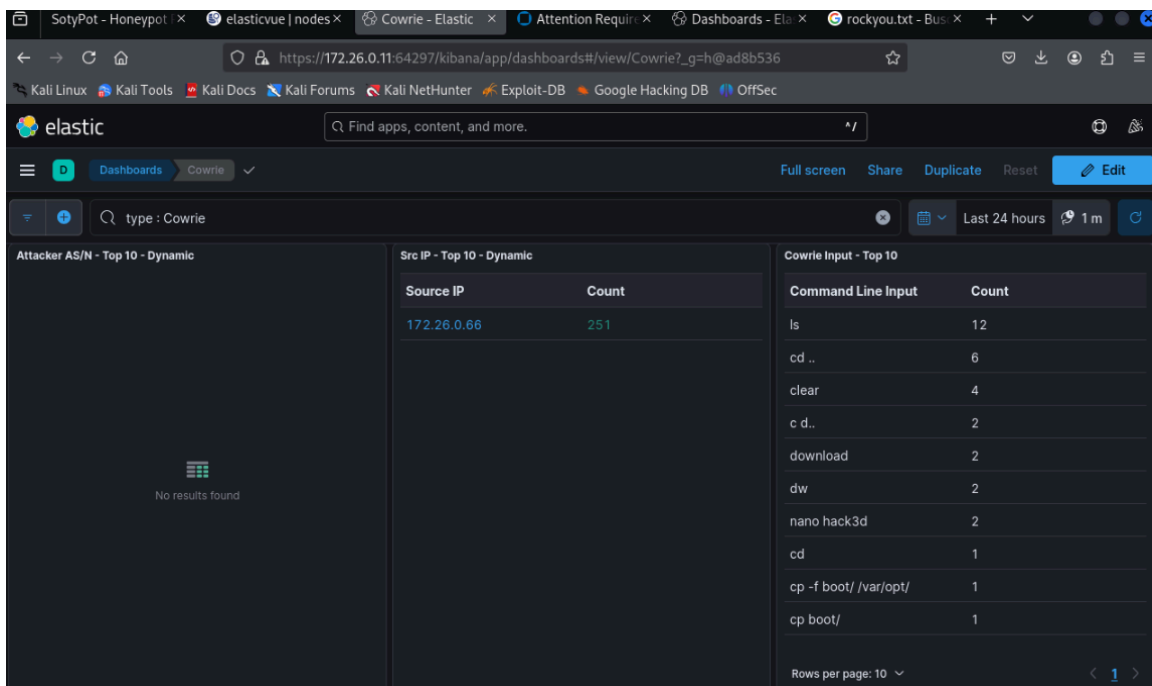 SotyPot - Honeypot
elasticvue | nodes
Cowrie - Elastic
Attention Require
Dashboards - Ela
rockyou.txt - Bus
https://172.26.0.11:64297/kibana/app/dashboards#/view/Cowrie?_g=h@ad8b536
Kali Linux Kali Tools Kali Docs Kali Forums Kali NetHunter Exploit-DB Google Hacking DB OffSec
elastic
Find apps, content, and more.
^/
D
Dashboards
Cowrie
Full screen Share Duplicate Reset Edit
type : Cowrie
Last 24 hours
1 m
Attacker AS/N - Top 10 - Dynamic
No results found
Src IP - Top 10 - Dynamic
Source IP Count
172.26.0.66 251
Cowrie Input - Top 10
Command Line Input Count
ls 12
cd .. 6
clear 4
c d.. 2
download 2
dw 2
nano hack3d 2
cd 1
cp -f boot/ /var/opt/ 1
cp boot/ 1
Rows per page: 10
1